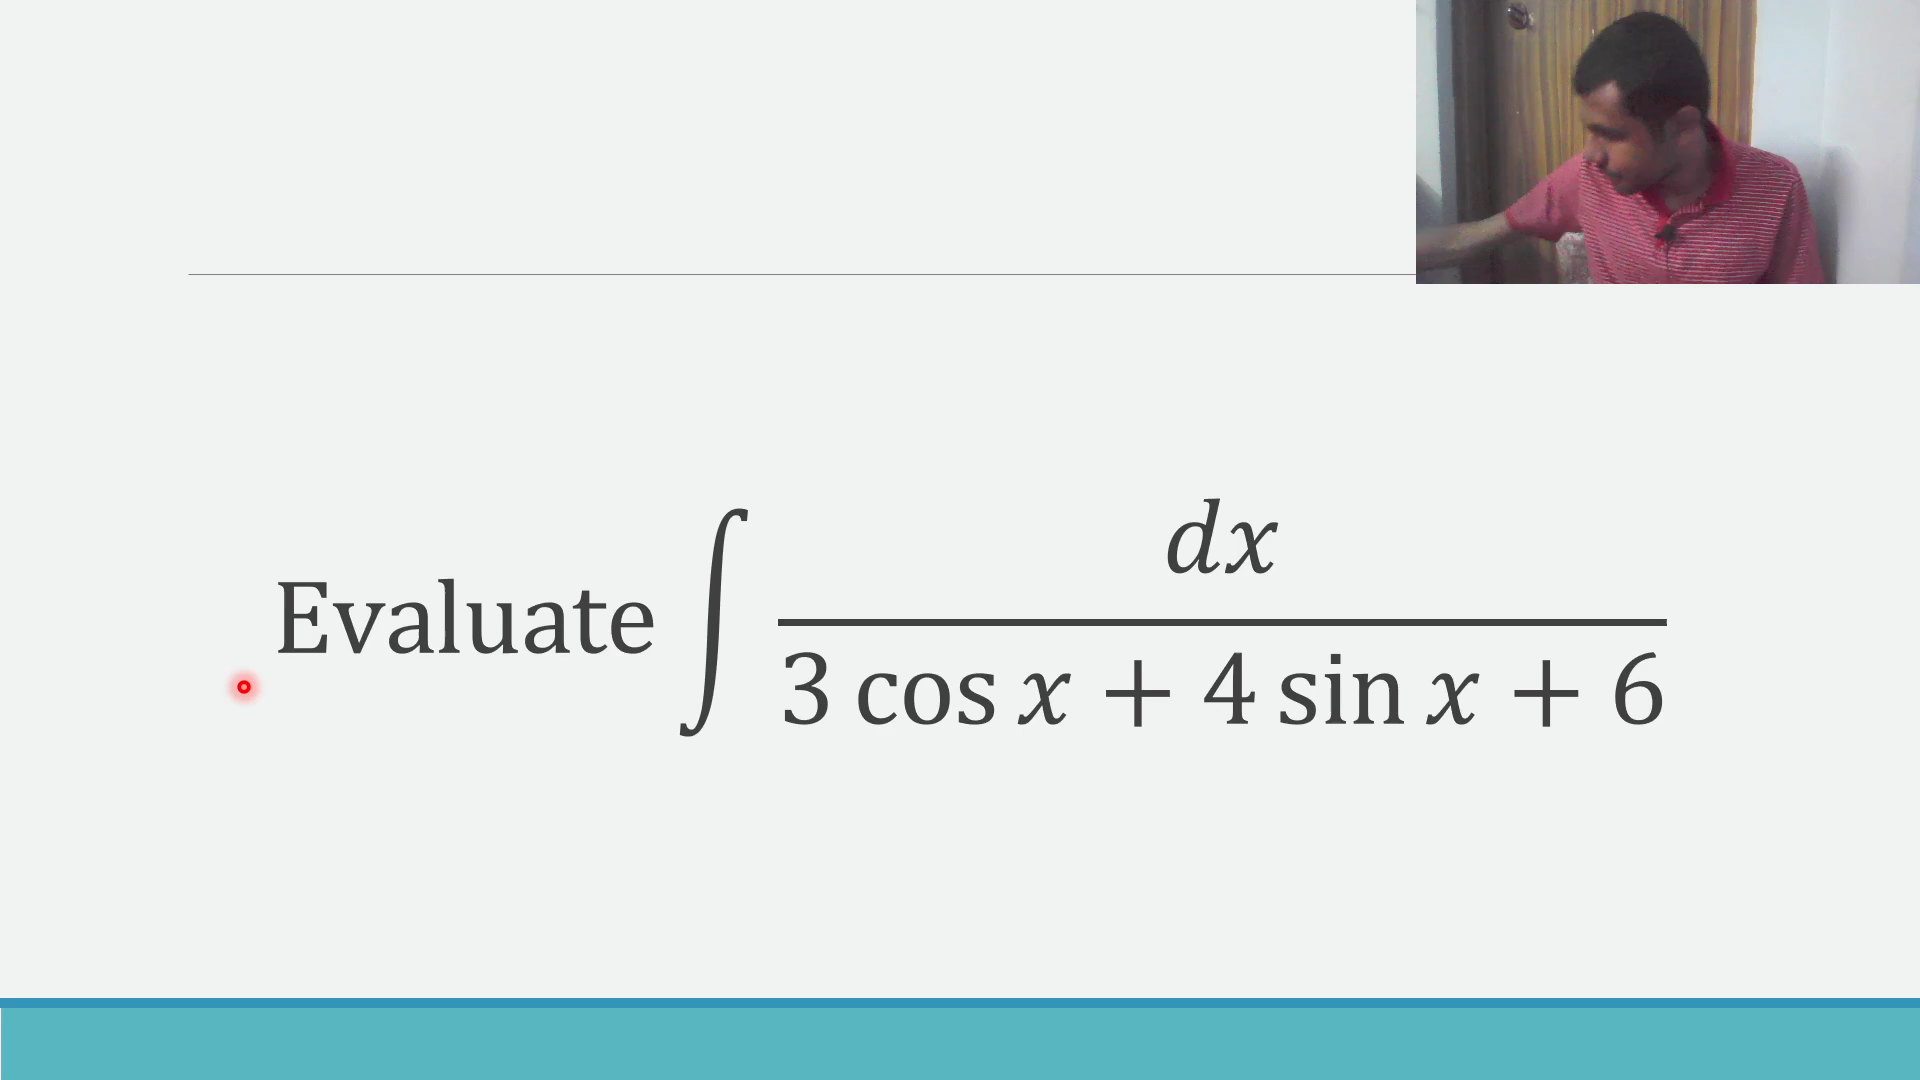 Evaluate ∫ dx / (3 cos x + 4 sin x + 6)